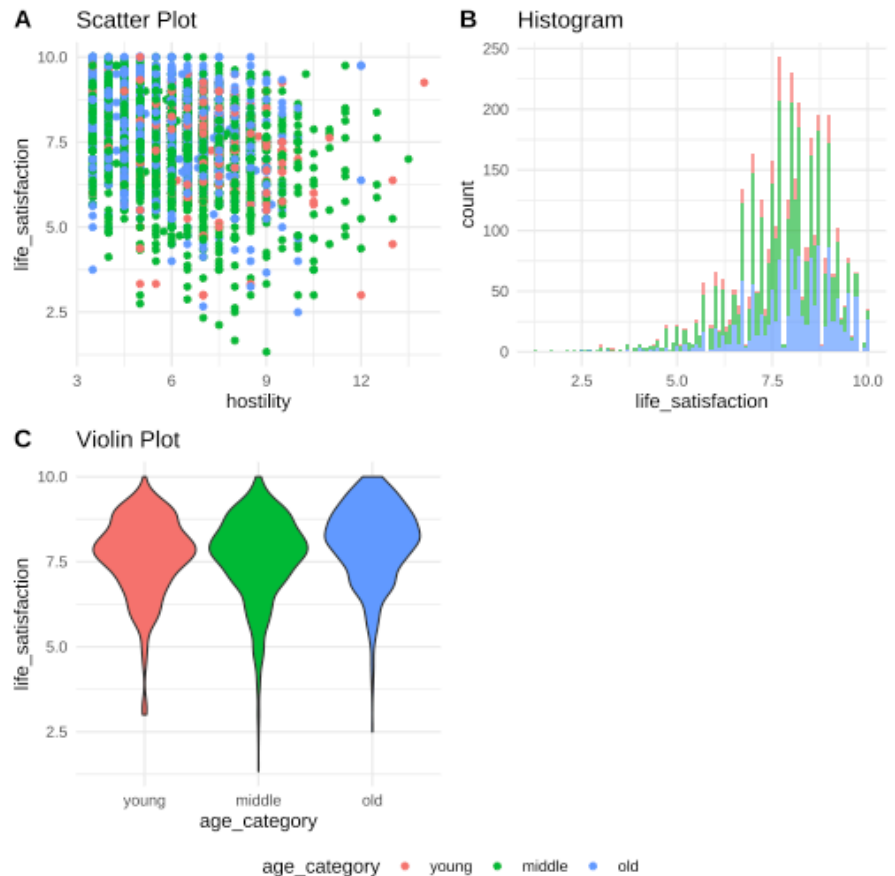 A Scatter Plot
10.0
7.5
5.0
2.5
life_satisfaction
3 6 9 12
hostility
B Histogram
250
200
150
100
50
0
count
2.5 5.0 7.5 10.0
life_satisfaction
C Violin Plot
10.0
7.5
5.0
2.5
life_satisfaction
young middle old
age_category
age_category young middle old